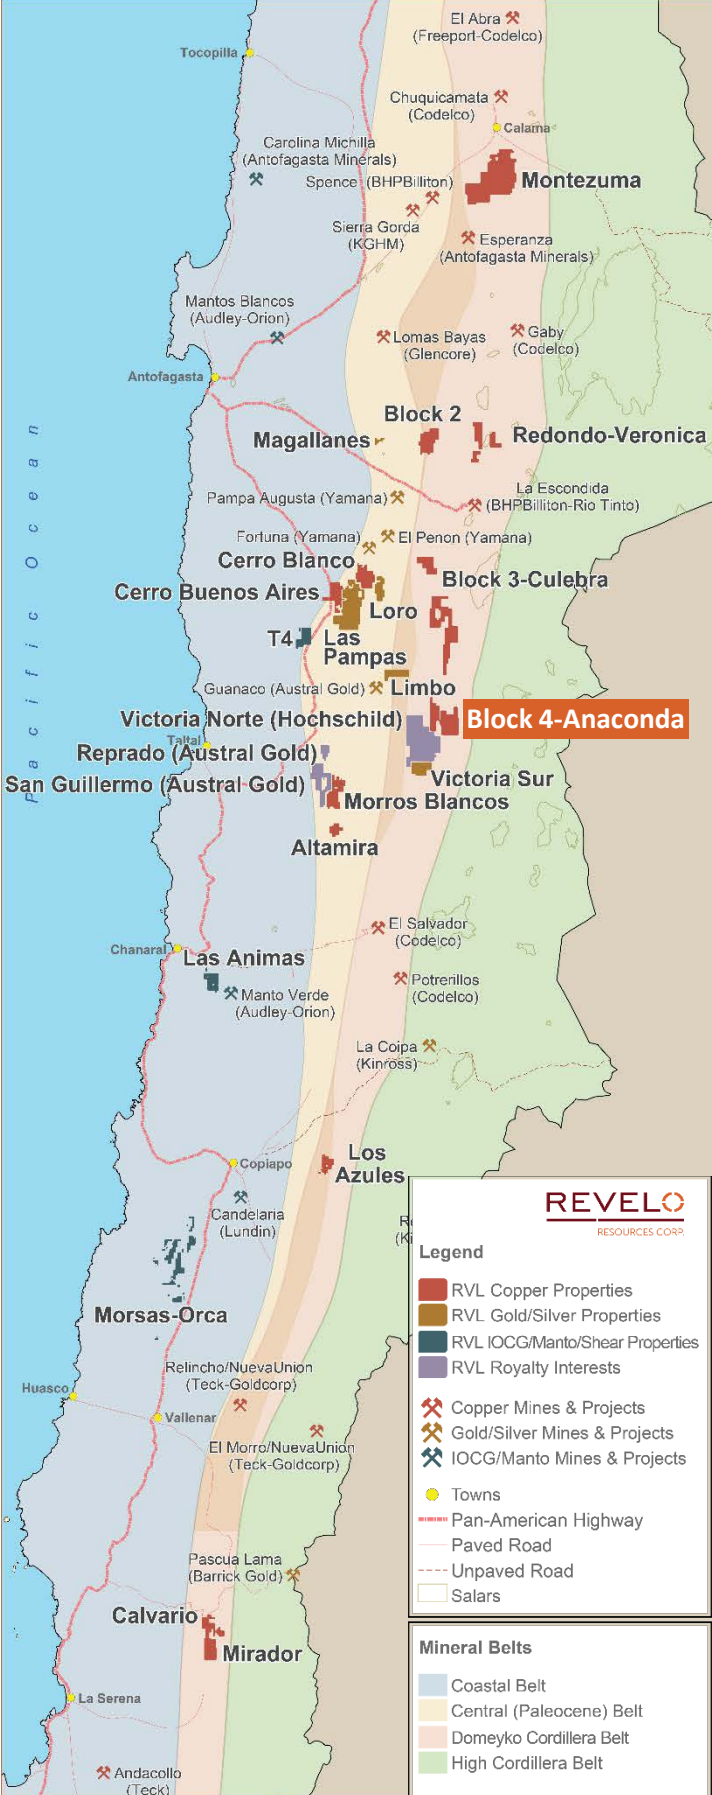 El Abra
(Freeport-Codelco)
Tocopilla
Chuquicamata
(Codelco)
Calama
Carolina Michilla
(Antofagasta Minerals)
Spence (BHPBilliton)
Montezuma
Sierra Gorda
(KGHM)
Esperanza
(Antofagasta Minerals)
Mantos Blancos
(Audley-Orion)
Lomas Bayas
(Glencore)
Gaby
(Codelco)
Antofagasta
Block 2
Magallanes
Redondo-Veronica
Pacific Ocean
La Escondida
(BHPBilliton-Rio Tinto)
Pampa Augusta (Yamana)
Fortuna (Yamana)
El Penon (Yamana)
Cerro Blanco
Block 3-Culebra
Cerro Buenos Aires
Loro
T4
Las
Pampas
Guanaco (Austral Gold)
Limbo
Victoria Norte (Hochschild)
Block 4-Anaconda
Taltal
Reprado (Austral Gold)
San Guillermo (Austral Gold)
Victoria Sur
Morros Blancos
Altamira
El Salvador
(Codelco)
Chanaral
Las Animas
Potrerillos
(Codelco)
Manto Verde
(Audley-Orion)
La Coipa
(Kinross)
Copiapo
Los
Azules
Candelaria
(Lundin)
Morsas-Orca
Relincho/NuevaUnion
(Teck-Goldcorp)
Huasco
Vallenar
El Morro/NuevaUnion
(Teck-Goldcorp)
Pascua Lama
(Barrick Gold)
Calvario
Mirador
La Serena
Andacollo
(Teck)
REVELO
RESOURCES CORP.
Legend
RVL Copper Properties
RVL Gold/Silver Properties
RVL IOCG/Manto/Shear Properties
RVL Royalty Interests
Copper Mines & Projects
Gold/Silver Mines & Projects
IOCG/Manto Mines & Projects
Towns
Pan-American Highway
Paved Road
Unpaved Road
Salars
Mineral Belts
Coastal Belt
Central (Paleocene) Belt
Domeyko Cordillera Belt
High Cordillera Belt